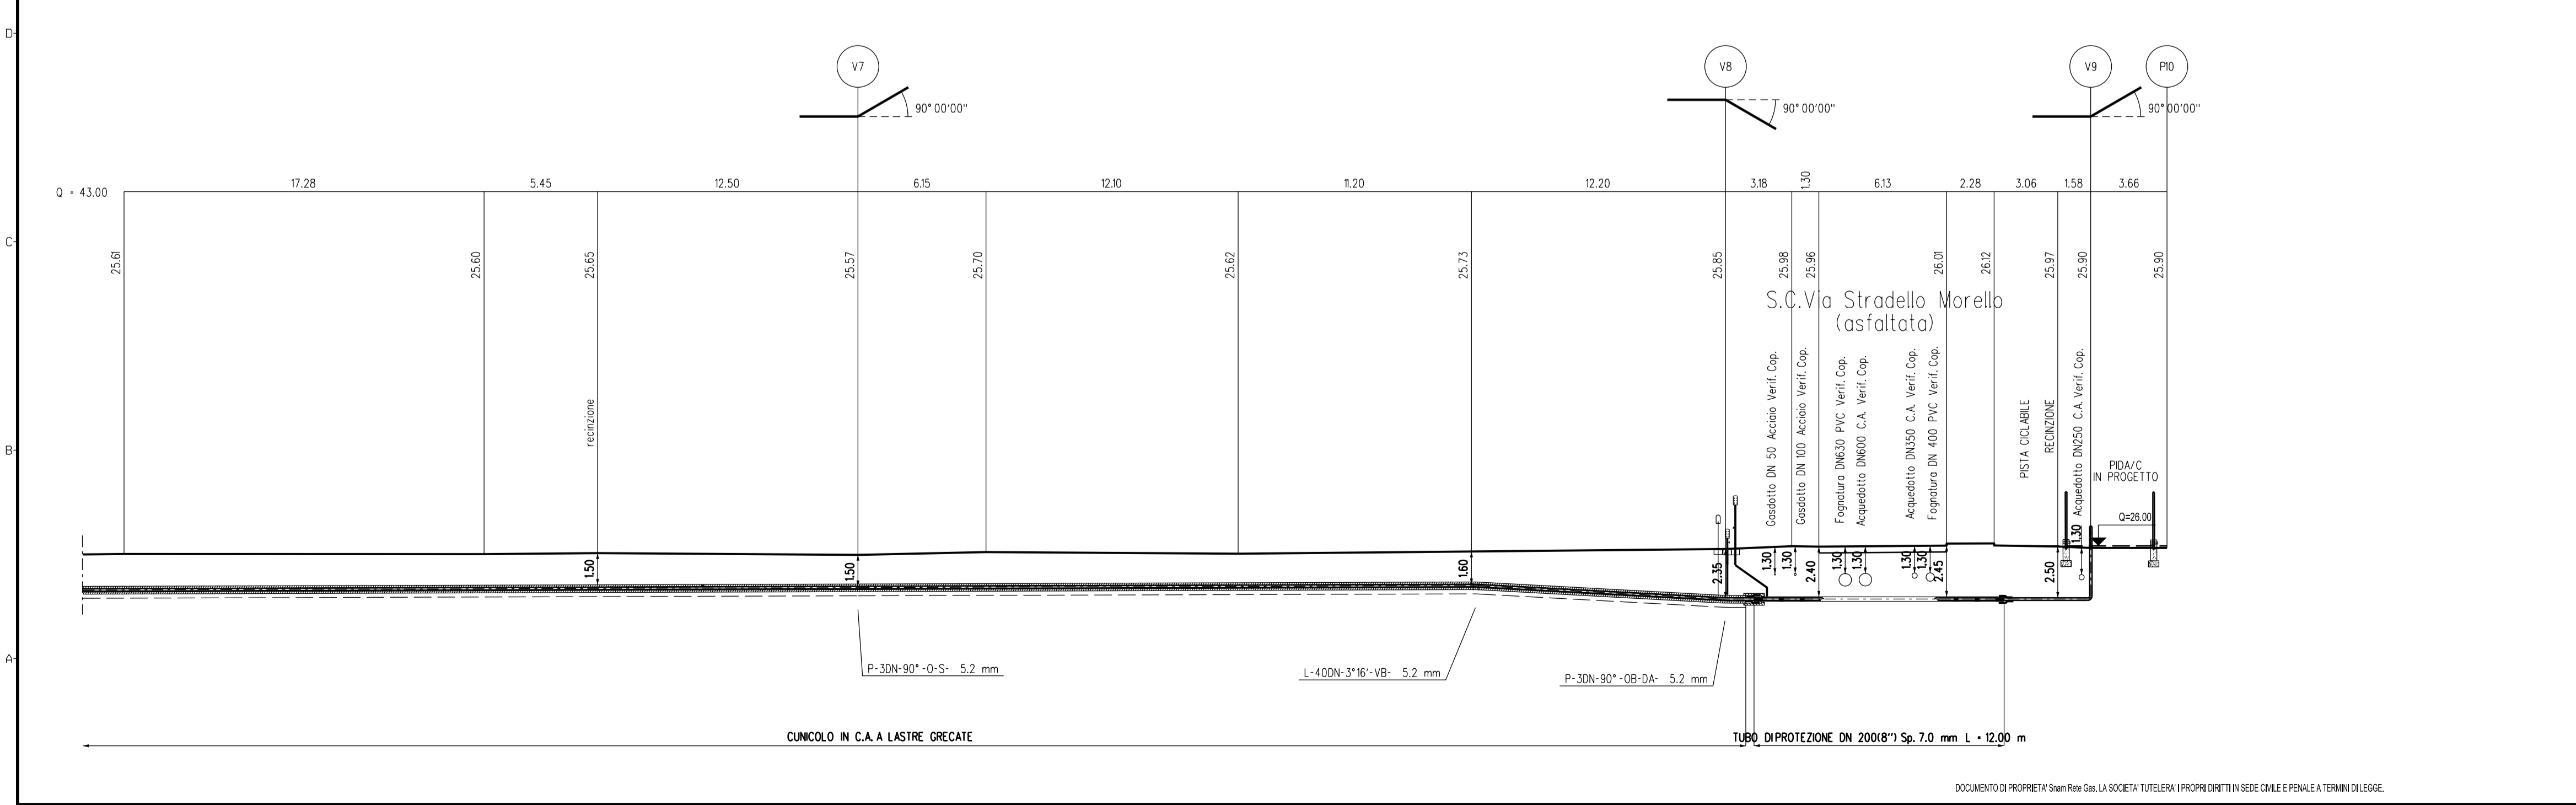 D
V7
V8
V9
P10
90° 00'00"
90° 00'00"
90° 00'00"
Q = 43.00
17.28
5.45
12.50
6.15
12.10
11.20
12.20
3.18
1.30
6.13
2.28
3.06
1.58
3.66
C
25.61
25.60
25.65
25.57
25.70
25.62
25.73
25.85
25.98
25.96
26.01
26.12
25.97
25.90
25.90
S.C.Via Stradello Morello
(asfaltata)
recinzione
Gasdotto DN 50 Acciaio Verif. Cop.
Gasdotto DN 100 Acciaio Verif. Cop.
Fognatura DN630 PVC Verif. Cop.
Acquedotto DN600 C.A. Verif. Cop.
Acquedotto DN350 C.A. Verif. Cop.
Fognatura DN 400 PVC Verif. Cop.
PISTA CICLABILE
RECINZIONE
Acquedotto DN250 C.A. Verif. Cop.
B
PIDA/C
IN PROGETTO
Q=26.00
1.50
1.50
1.60
2.35
1.30
1.30
2.40
1.30
1.30
1.30
1.30
2.45
2.50
1.30
A
P-3DN-90°-O-S- 5.2 mm
L-40DN-3°16'-VB- 5.2 mm
P-3DN-90°-OB-DA- 5.2 mm
CUNICOLO IN C.A. A LASTRE GRECATE
TUBO DI PROTEZIONE DN 200(8'') Sp. 7.0 mm L = 12.00 m
DOCUMENTO DI PROPRIETA' Snam Rete Gas. LA SOCIETA' TUTELERA' I PROPRI DIRITTI IN SEDE CIVILE E PENALE A TERMINI DI LEGGE.